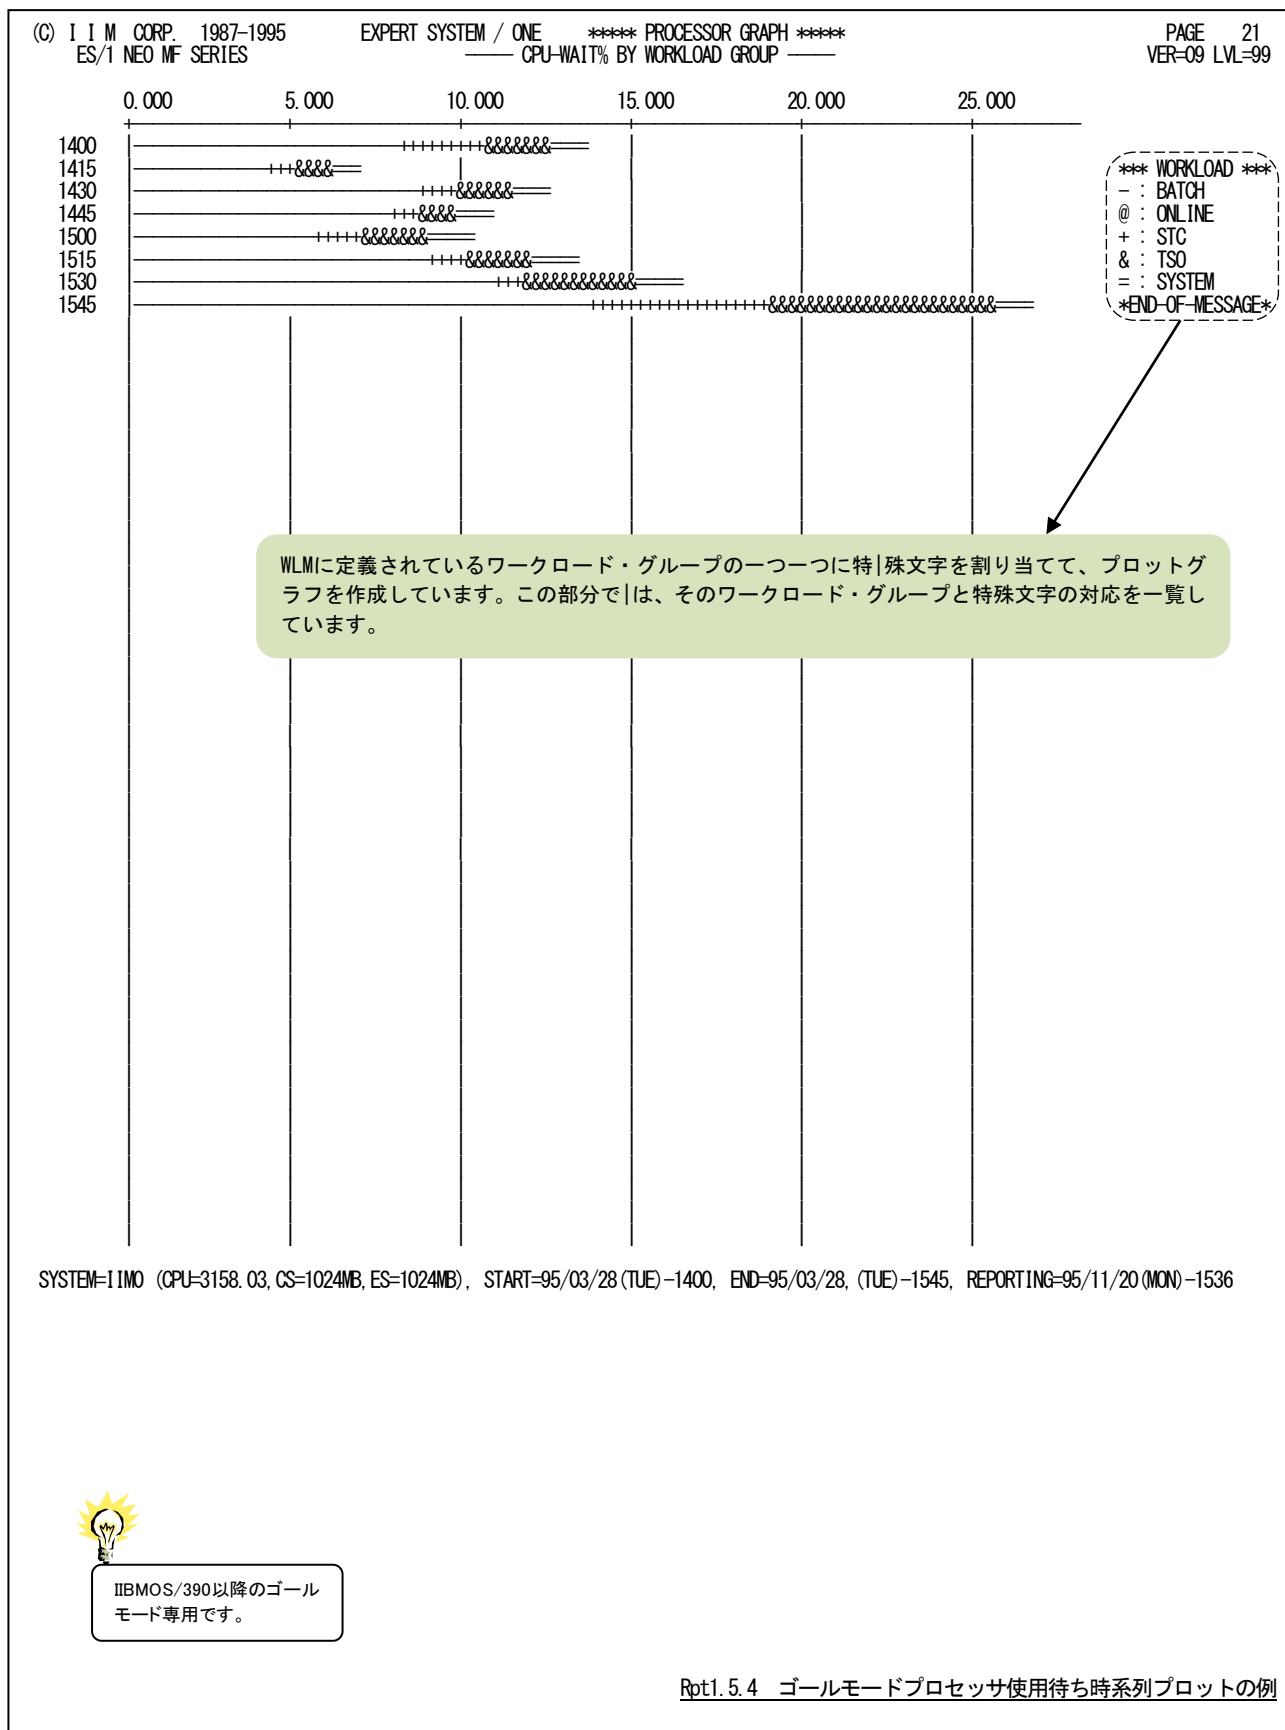 (C) I I M CORP. 1987-1995 EXPERT SYSTEM / ONE ***** PROCESSOR GRAPH ***** PAGE 21
ES/1 NEO MF SERIES ----- CPU-WAIT% BY WORKLOAD GROUP ----- VER=09 LVL=99
0.000 5.000 10.000 15.000 20.000 25.000
1400
1415
1430
1445
1500
1515
1530
1545
*** WORKLOAD ***
- : BATCH
@ : ONLINE
+ : STC
& : TSO
= : SYSTEM
*END-OF-MESSAGE*
WLMに定義されているワークロード・グループの一つ一つに特|殊文字を割り当てて、プロットグ
ラフを作成しています。この部分で|は、そのワークロード・グループと特殊文字の対応を一覧し
ています。
SYSTEM=IIMO (CPU=3158.03,CS=1024MB,ES=1024MB), START=95/03/28(TUE)-1400, END=95/03/28,(TUE)-1545, REPORTING=95/11/20(MON)-1536
IIBMOS/390以降のゴール
モード専用です。
Rpt1.5.4 ゴールモードプロセッサ使用待ち時系列プロットの例